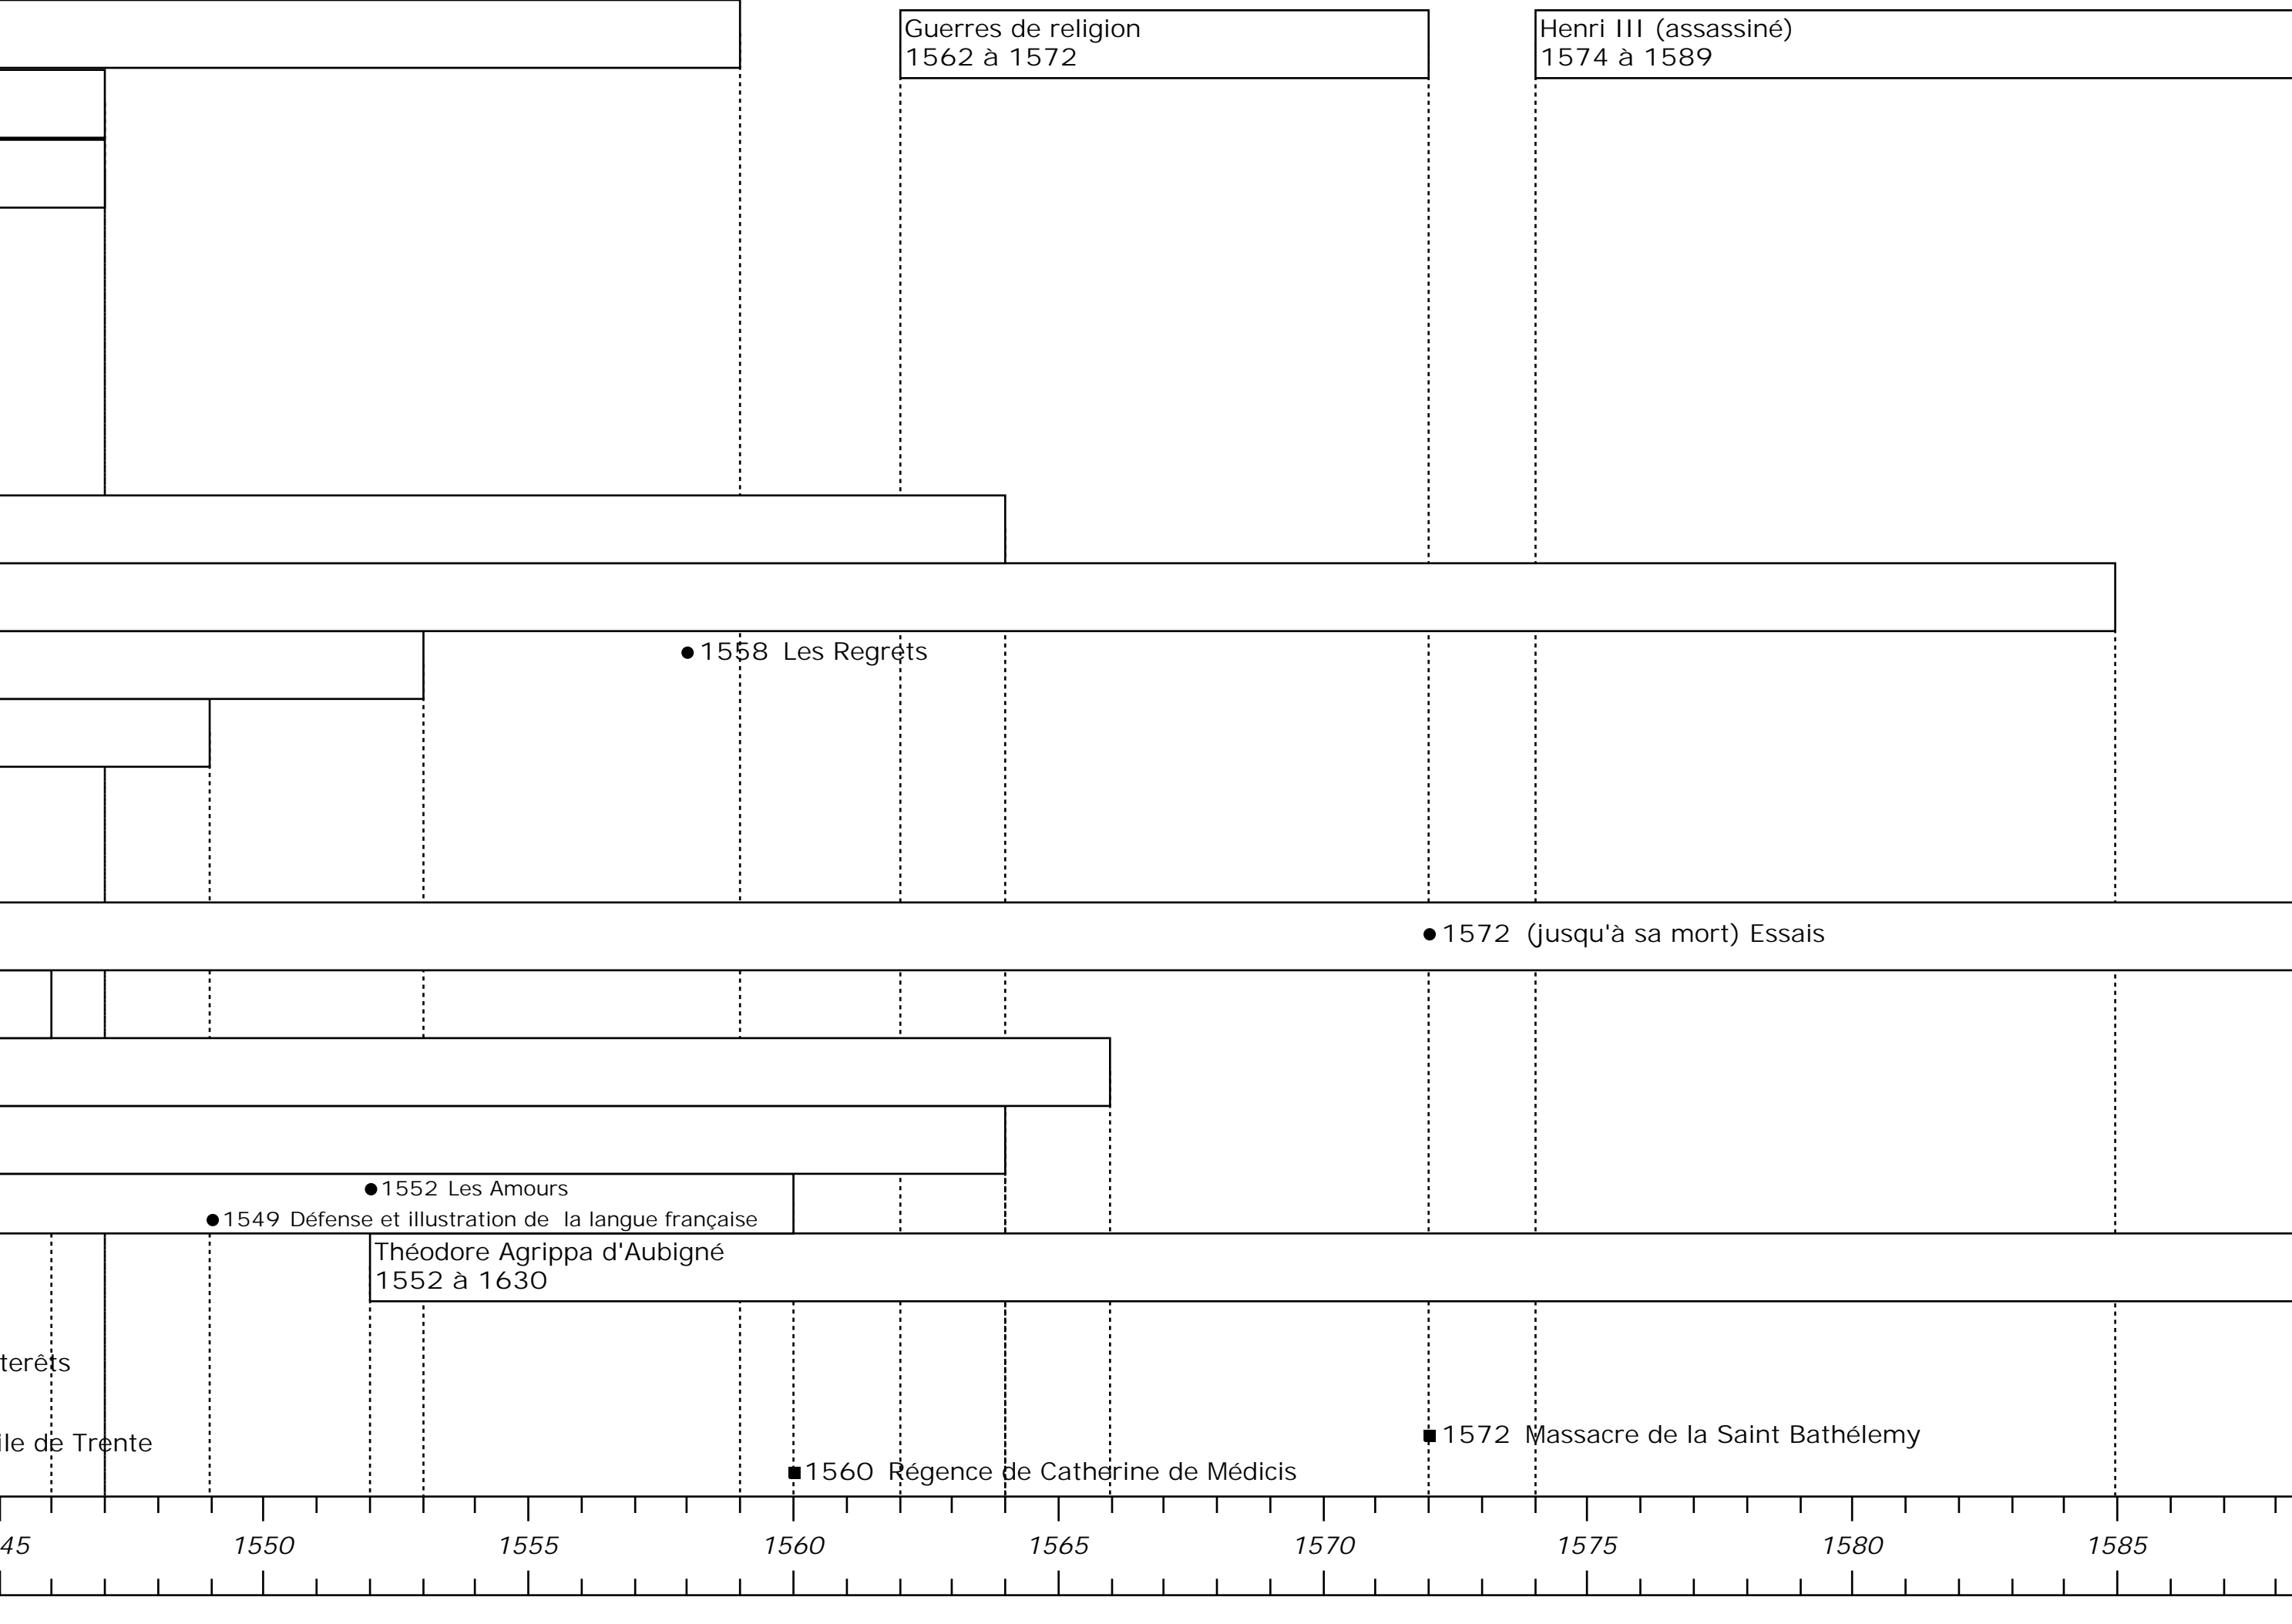 Guerres de religion
1562 à 1572
Henri III (assassiné)
1574 à 1589
1558 Les Regrets
1572 (jusqu'à sa mort) Essais
1552 Les Amours
1549 Défense et illustration de la langue française
Théodore Agrippa d'Aubigné
1552 à 1630
terêts
ile de Trente
1572 Massacre de la Saint Bathélemy
1560 Régence de Catherine de Médicis
45 1550 1555 1560 1565 1570 1575 1580 1585